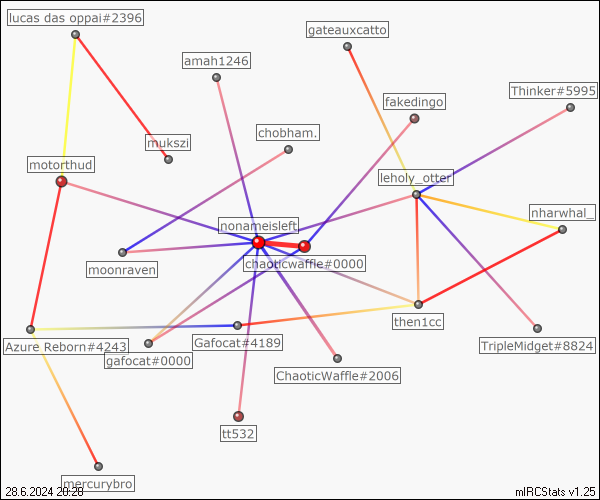 lucas das oppai#2396
gateauxcatto
amah1246
Thinker#5995
fakedingo
chobham.
mukszi
motorthud
leholy_otter
nharwhal_
nonameisleft
chaoticwaffle#0000
moonraven
then1cc
Azure Reborn#4243
Gafocat#4189
TripleMidget#8824
gafocat#0000
ChaoticWaffle#2006
tt532
mercurybro
28.6.2024 20:28
mIRCStats v1.25